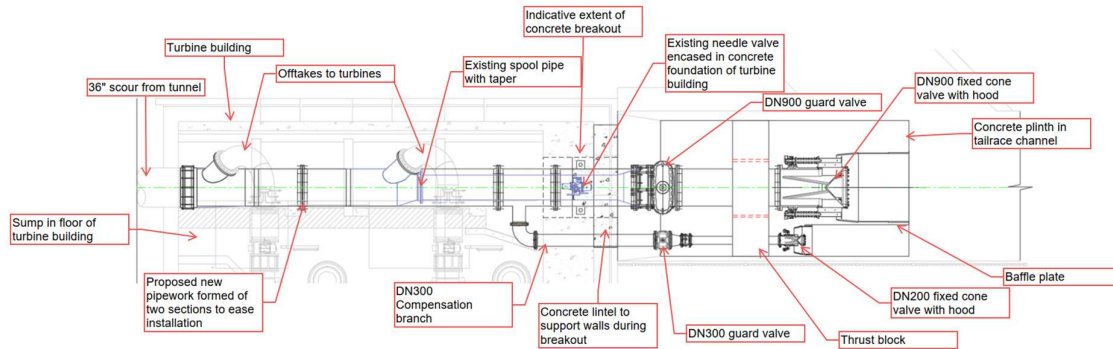 Indicative extent of
concrete breakout
Turbine building
Offtakes to turbines
Existing spool pipe
with taper
Existing needle valve
encased in concrete
foundation of turbine
building
DN900 fixed cone
valve with hood
36" scour from tunnel
DN900 guard valve
Concrete plinth in
tailrace channel
Sump in floor of
turbine building
Proposed new
pipework formed of
two sections to ease
installation
DN300
Compensation
branch
Concrete lintel to
support walls during
breakout
DN300 guard valve
Thrust block
DN200 fixed cone
valve with hood
Baffle plate